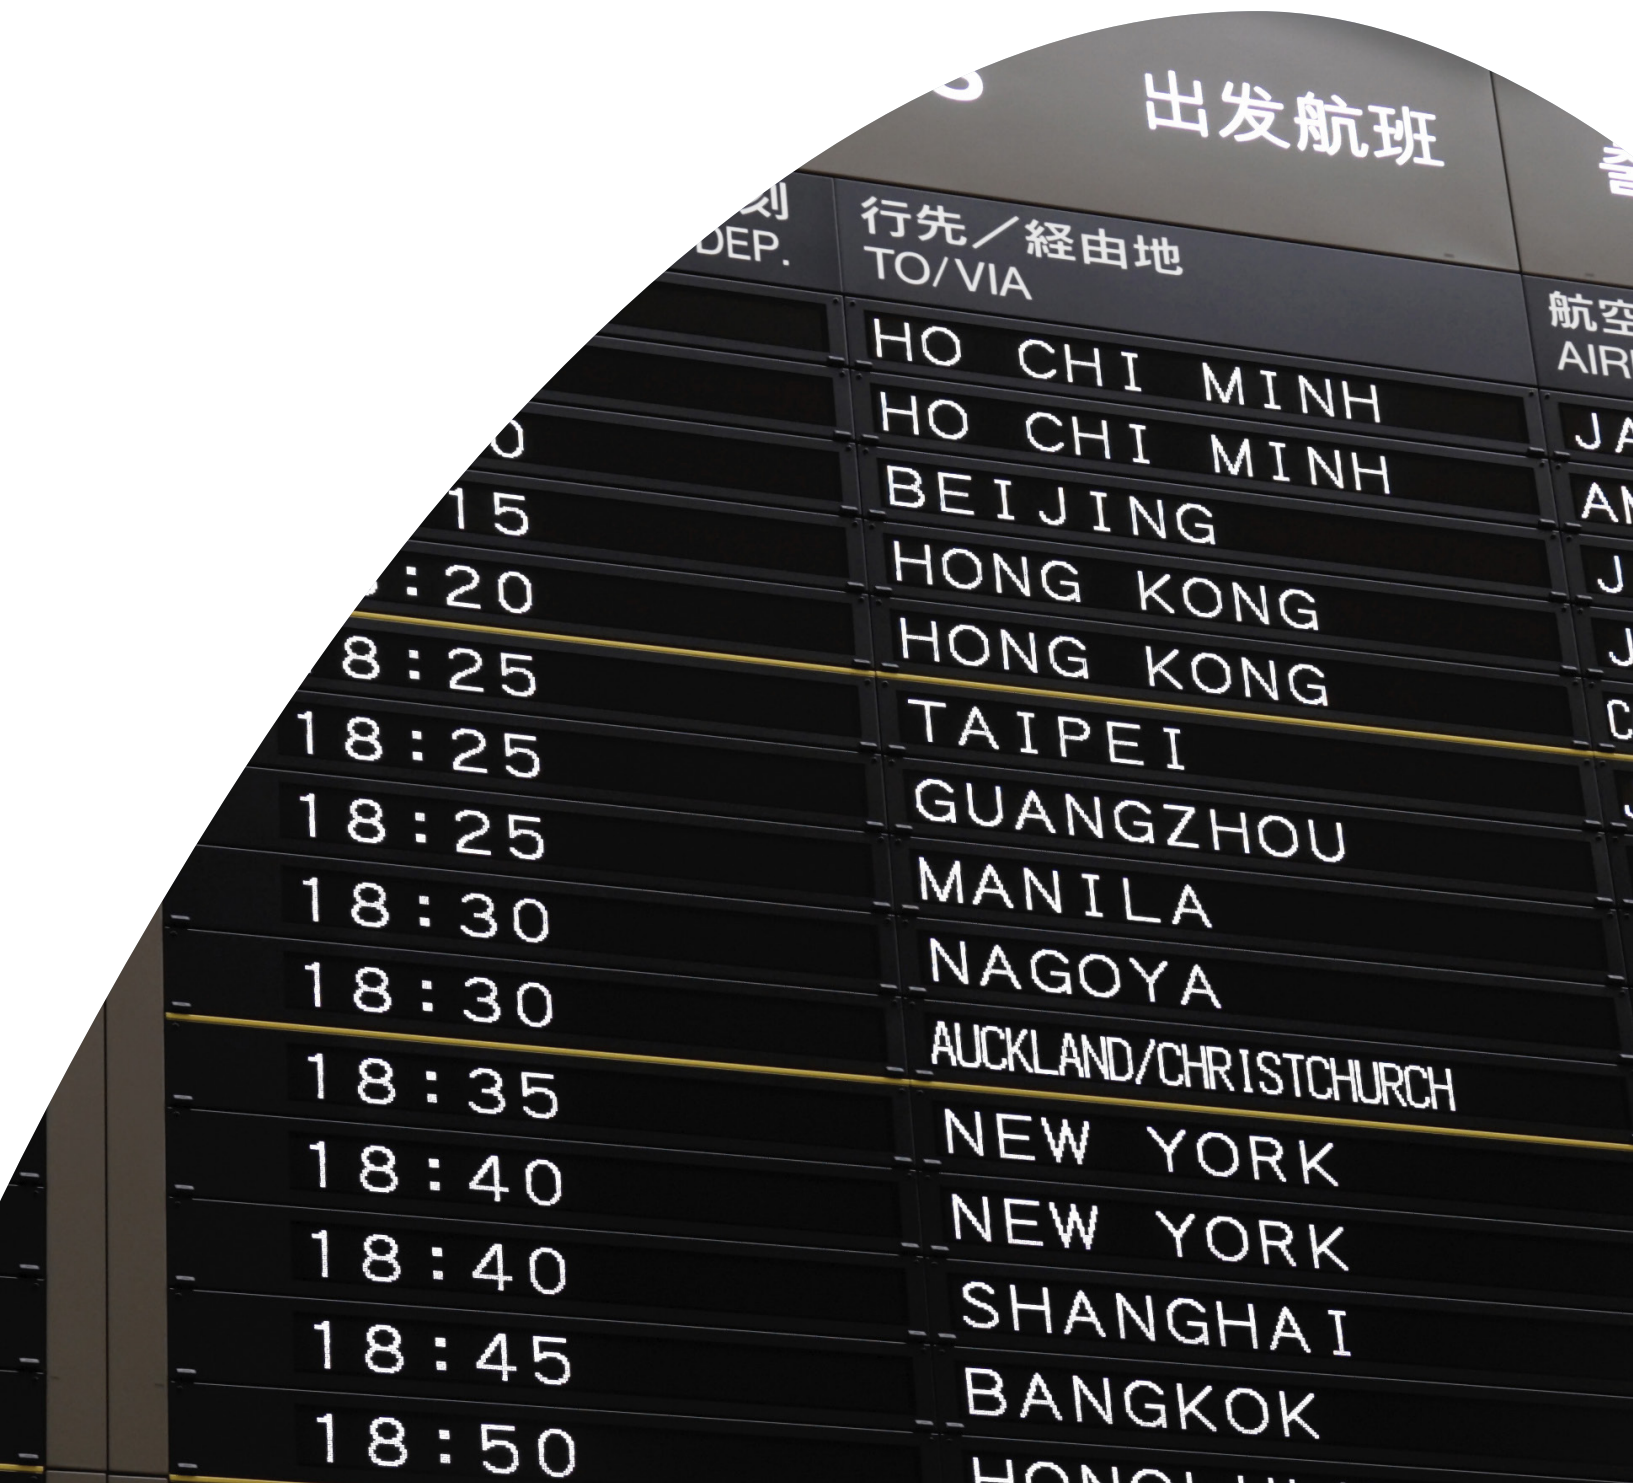 出发航班
刻 行先／経由地 航空
DEP. TO/VIA AIR
HO CHI MINH JA
HO CHI MINH
0 BEIJING J
15 HONG KONG J
:20 HONG KONG C
8:25 TAIPEI
18:25 GUANGZHOU
18:25 MANILA
18:30 NAGOYA
18:30 AUCKLAND/CHRISTCHURCH
18:35 NEW YORK
18:40 NEW YORK
18:40 SHANGHAI
18:45 BANGKOK
18:50